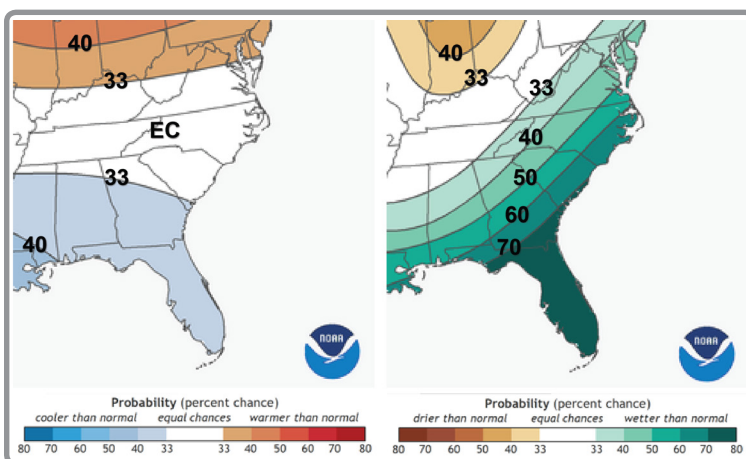 40
33
EC
33
40
NOAA
Probability (percent chance)
cooler than normal equal chances warmer than normal
80 70 60 50 40 33 33 40 50 60 70 80
40
33
33
40
50
60
70
NOAA
Probability (percent chance)
drier than normal equal chances wetter than normal
80 70 60 50 40 33 33 40 50 60 70 80